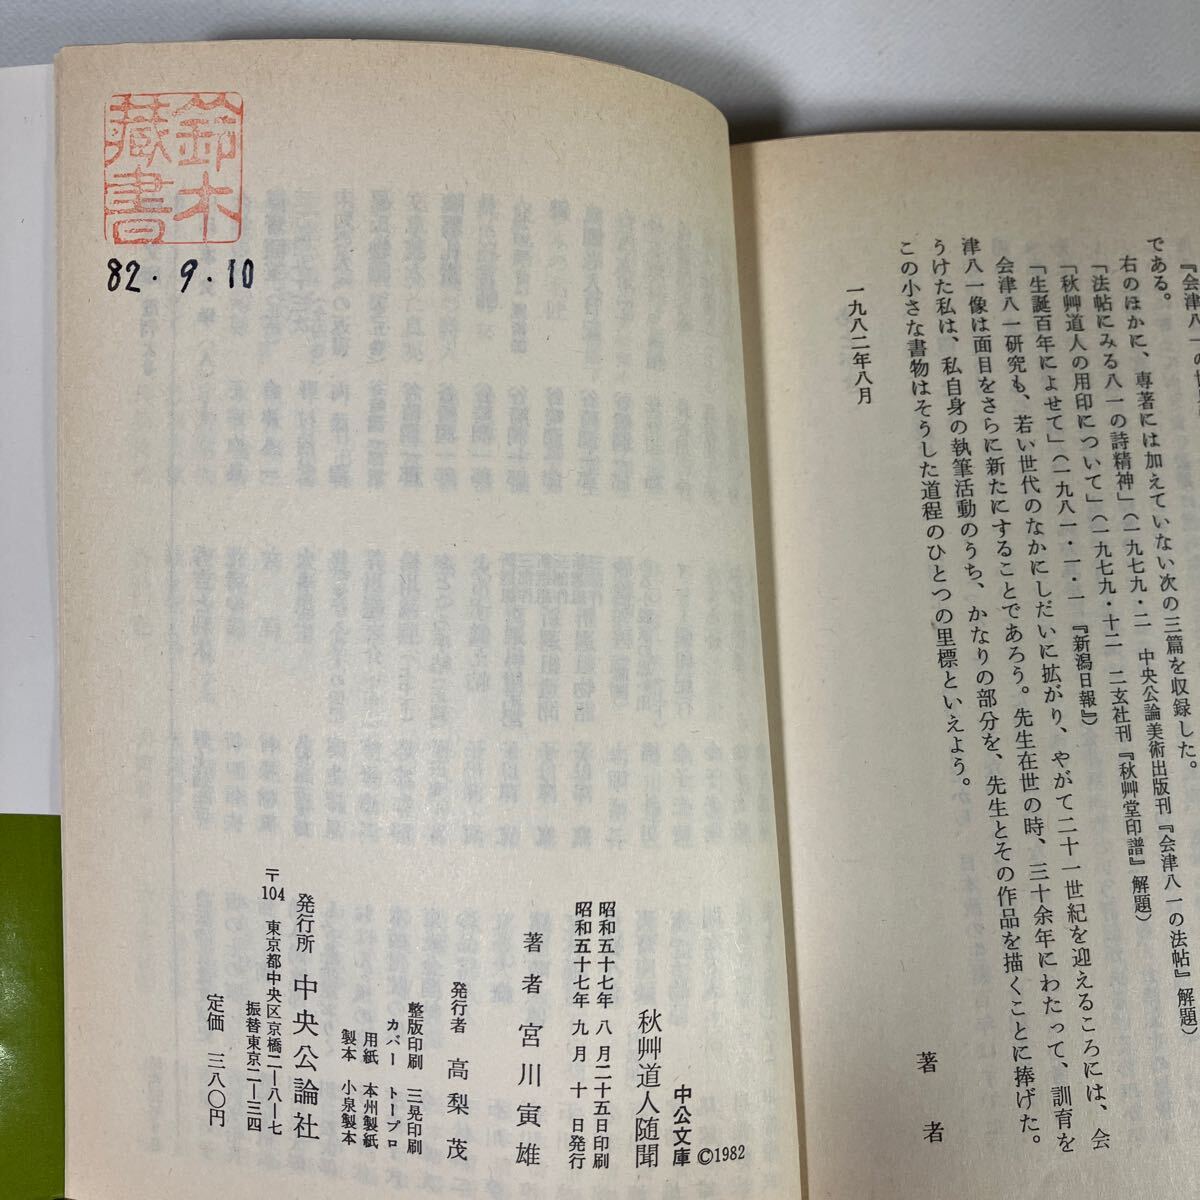 『会津八一の
である。
右のほかに、専著には加えていない次の三篇を収録した。
「法帖にみる八一の詩精神」(一九七九・二　中央公論美術出版刊『会津八一の法帖』解題)
「秋艸道人の用印について」(一九七九・十二　二玄社刊『秋艸堂印譜』解題)
「生誕百年によせて」(一九八一・一・一　『新潟日報』)
会津八一研究も、若い世代のなかにしだいに拡がり、やがて二十一世紀を迎えるころには、会
津八一像は面目をさらに新たにすることであろう。先生在世の時、三十余年にわたって、訓育を
うけた私は、私自身の執筆活動のうち、かなりの部分を、先生とその作品を描くことに捧げた。
この小さな書物はそうした道程のひとつの里標といえよう。
一九八二年八月
著者
鈴木
蔵書
82・9・10
中公文庫
©1982
秋艸道人随聞
昭和五十七年八月二十五日印刷
昭和五十七年九月十日発行
著者　宮川寅雄
発行者　高梨茂
整版印刷　三晃印刷
カバー　トープロ
用紙　本州製紙
製本　小泉製本
発行所　中央公論社
〒104　東京都中央区京橋二ー八ー七
振替東京二ー三四
定価　三八〇円